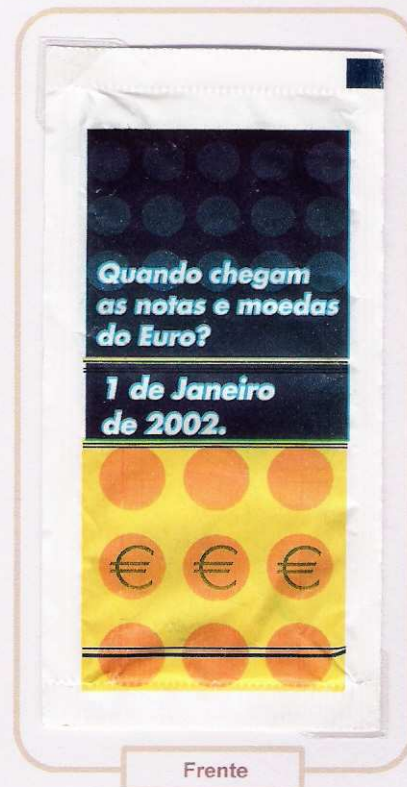 Quando chegam
as notas e moedas
do Euro?
1 de Janeiro
de 2002.
€ € €
Frente